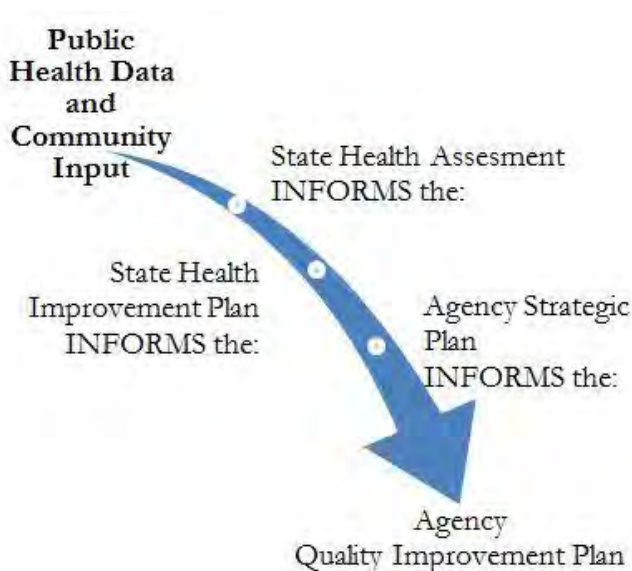 Public
Health Data
and
Community
Input
State Health Assesment
INFORMS the:
State Health
Improvement Plan
INFORMS the:
Agency Strategic
Plan
INFORMS the:
Agency
Quality Improvement Plan